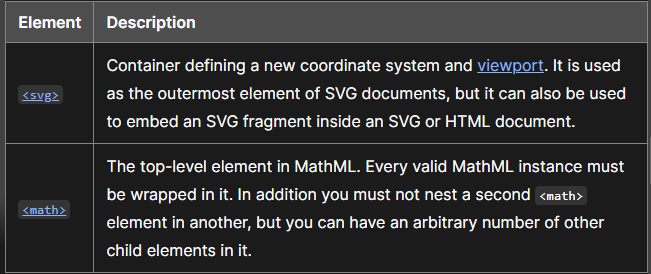 Element Description
Container defining a new coordinate system and viewport. It is used
<svg> as the outermost element of SVG documents, but it can also be used
to embed an SVG fragment inside an SVG or HTML document.
The top-level element in MathML. Every valid MathML instance must
be wrapped in it. In addition you must not nest a second <math>
<math> element in another, but you can have an arbitrary number of other
child elements in it.